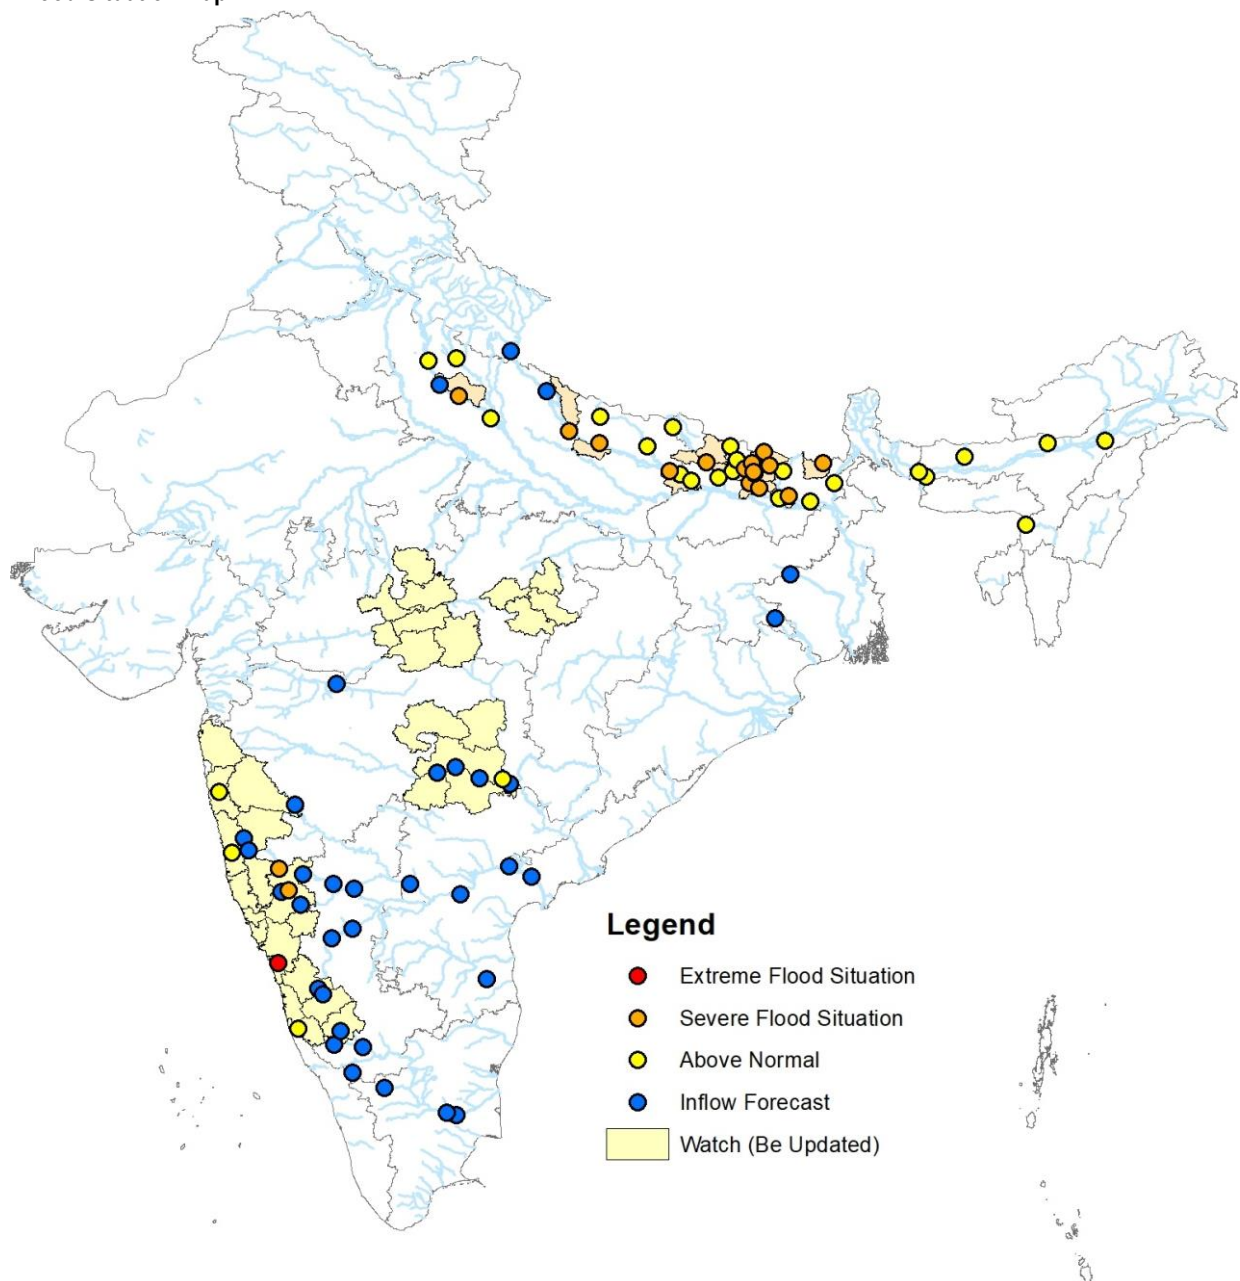 Legend
Extreme Flood Situation
Severe Flood Situation
Above Normal
Inflow Forecast
Watch (Be Updated)